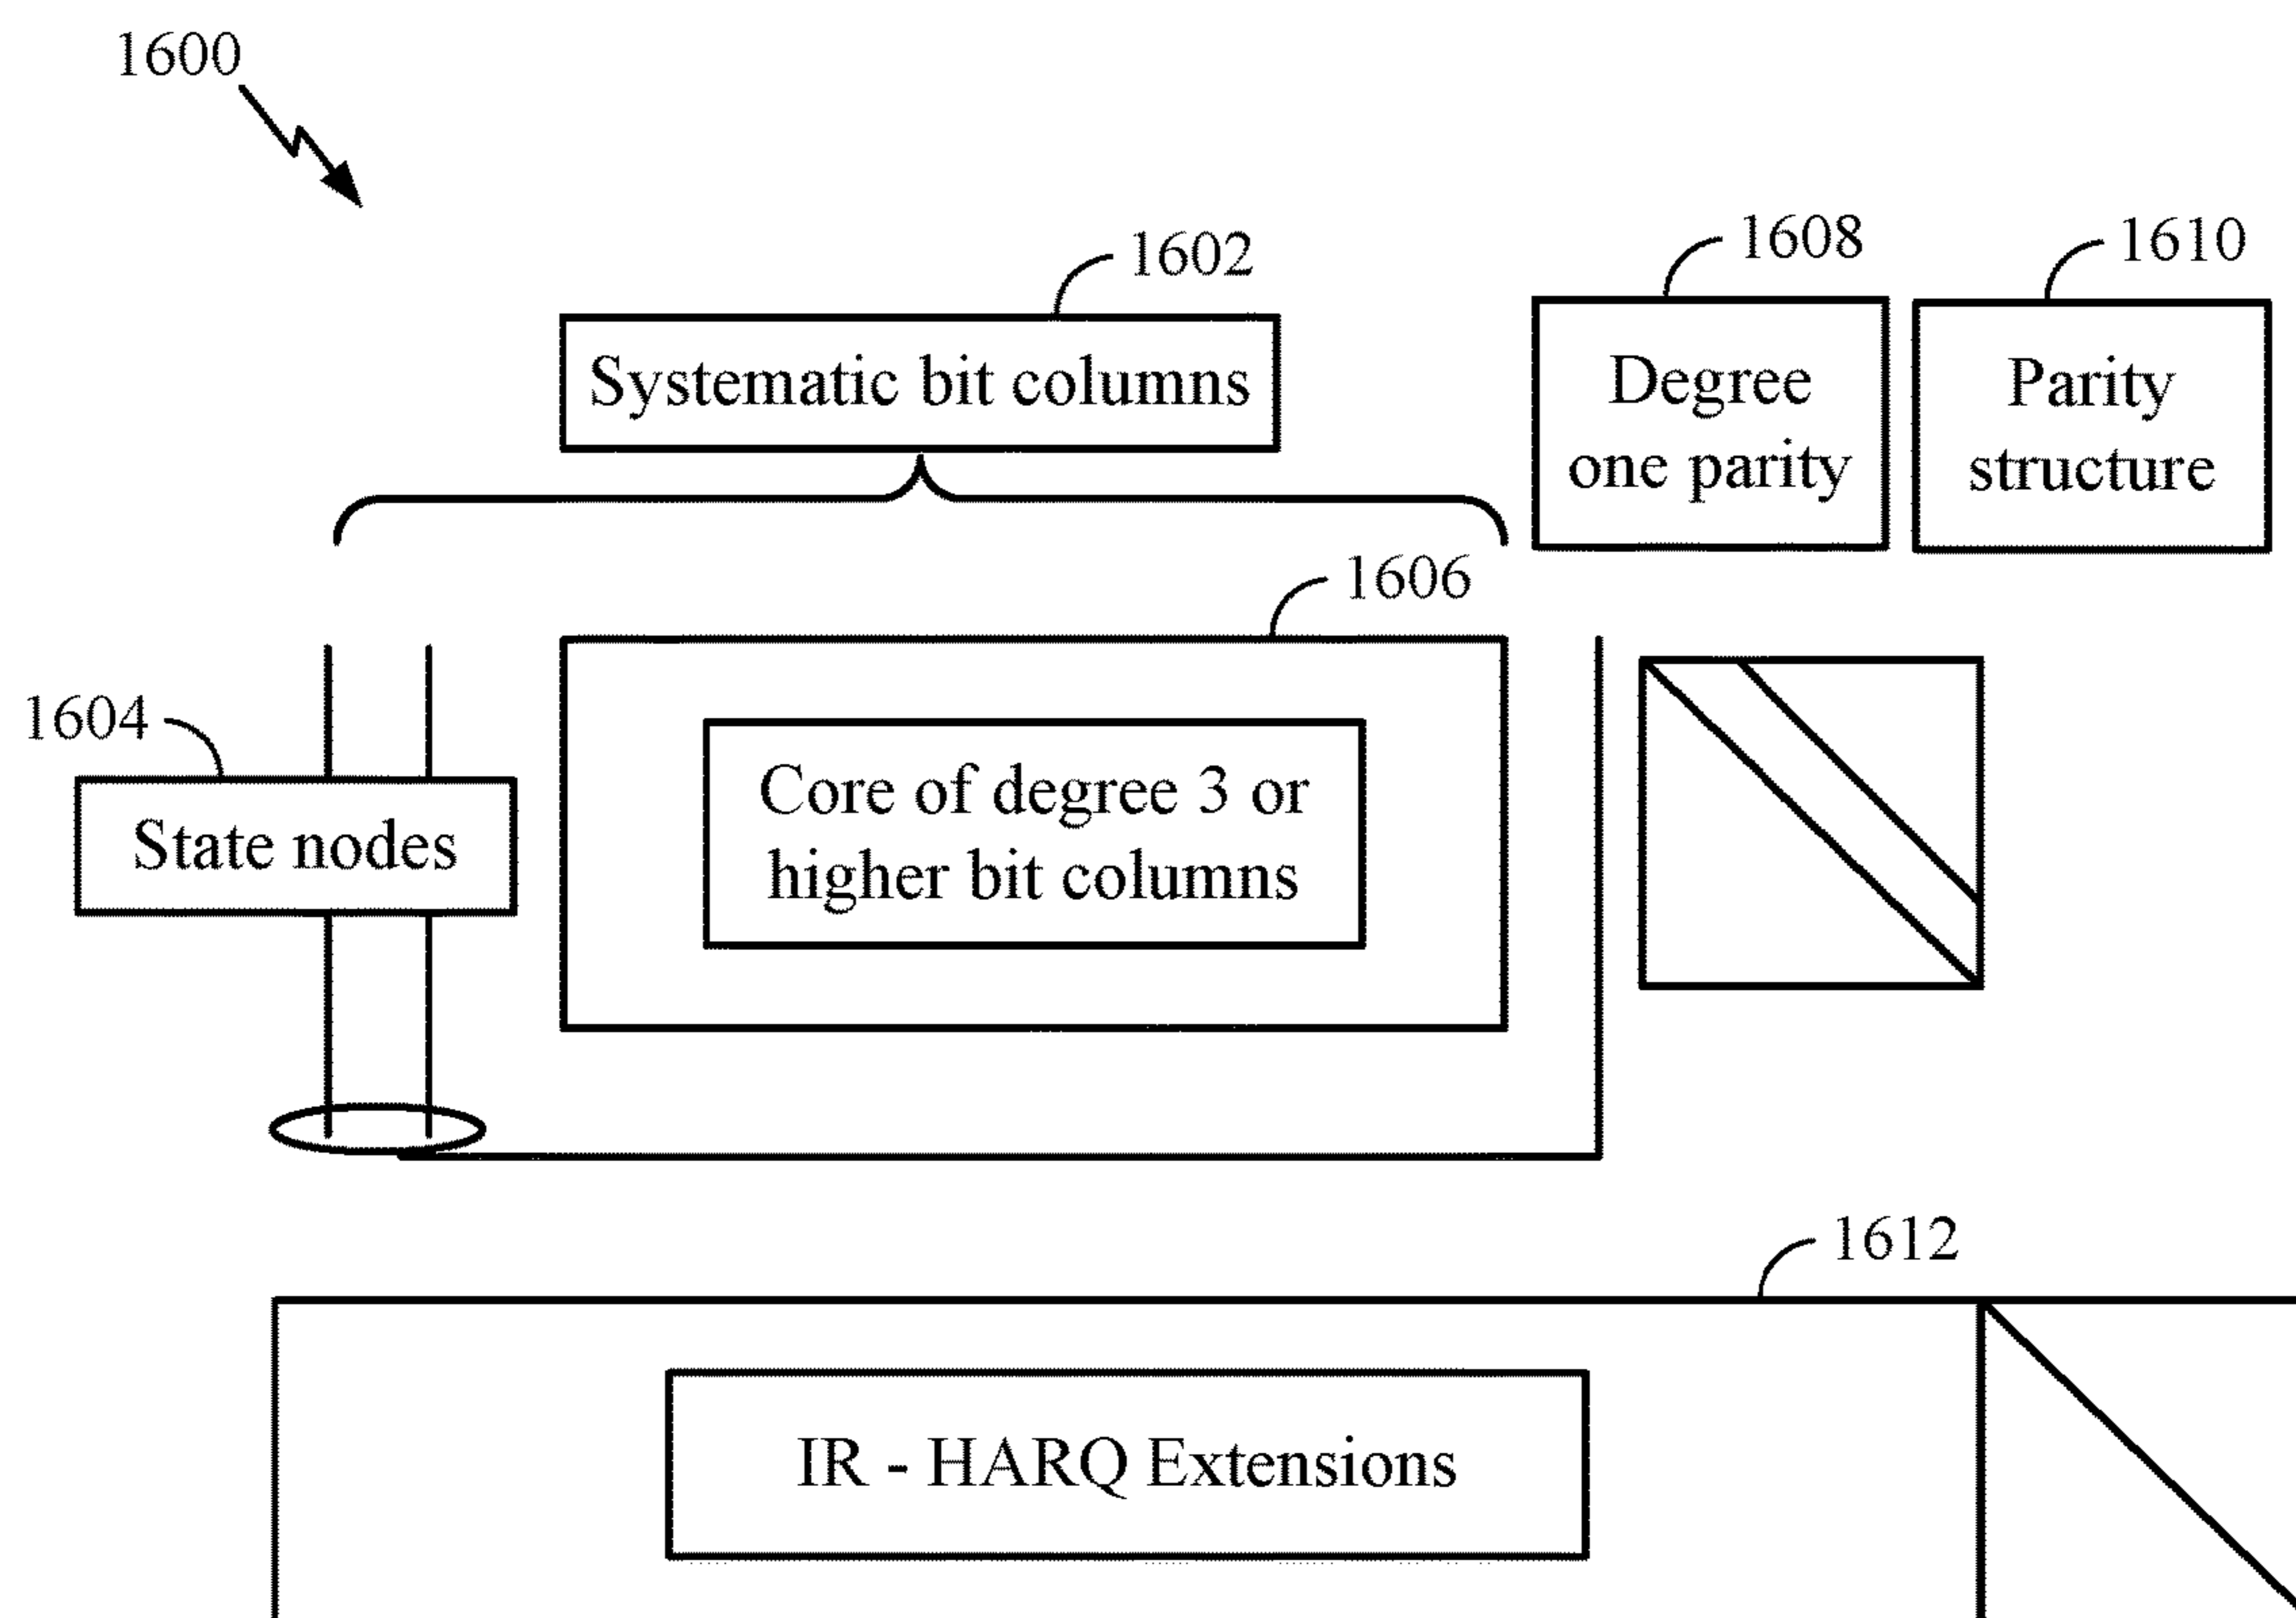 1600
1602
1608
1610
Systematic bit columns
Degree
one parity
Parity
structure
1606
1604
State nodes
Core of degree 3 or
higher bit columns
1612
IR - HARQ Extensions